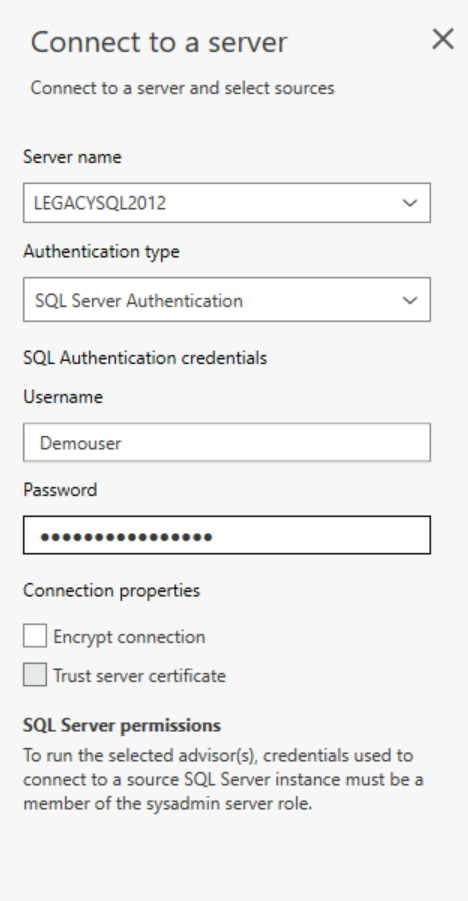 Connect to a server
Connect to a server and select sources
Server name
LEGACYSQL2012
Authentication type
SQL Server Authentication
SQL Authentication credentials
Username
Demouser
Password
••••••••••••••••
Connection properties
Encrypt connection
Trust server certificate
SQL Server permissions
To run the selected advisor(s), credentials used to
connect to a source SQL Server instance must be a
member of the sysadmin server role.